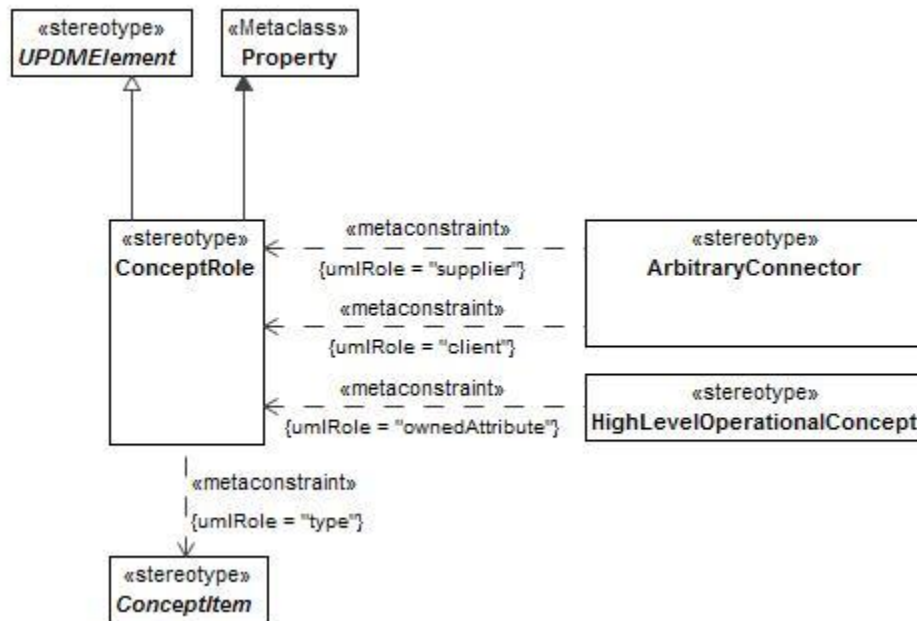 «stereotype»
UPDMElement
«Metaclass»
Property
«stereotype»
ConceptRole
«metaconstraint»
{umlRole = "supplier"}
«metaconstraint»
{umlRole = "client"}
«stereotype»
ArbitraryConnector
«metaconstraint»
{umlRole = "ownedAttribute"}
«stereotype»
HighLevelOperationalConcept
«metaconstraint»
{umlRole = "type"}
«stereotype»
ConceptItem